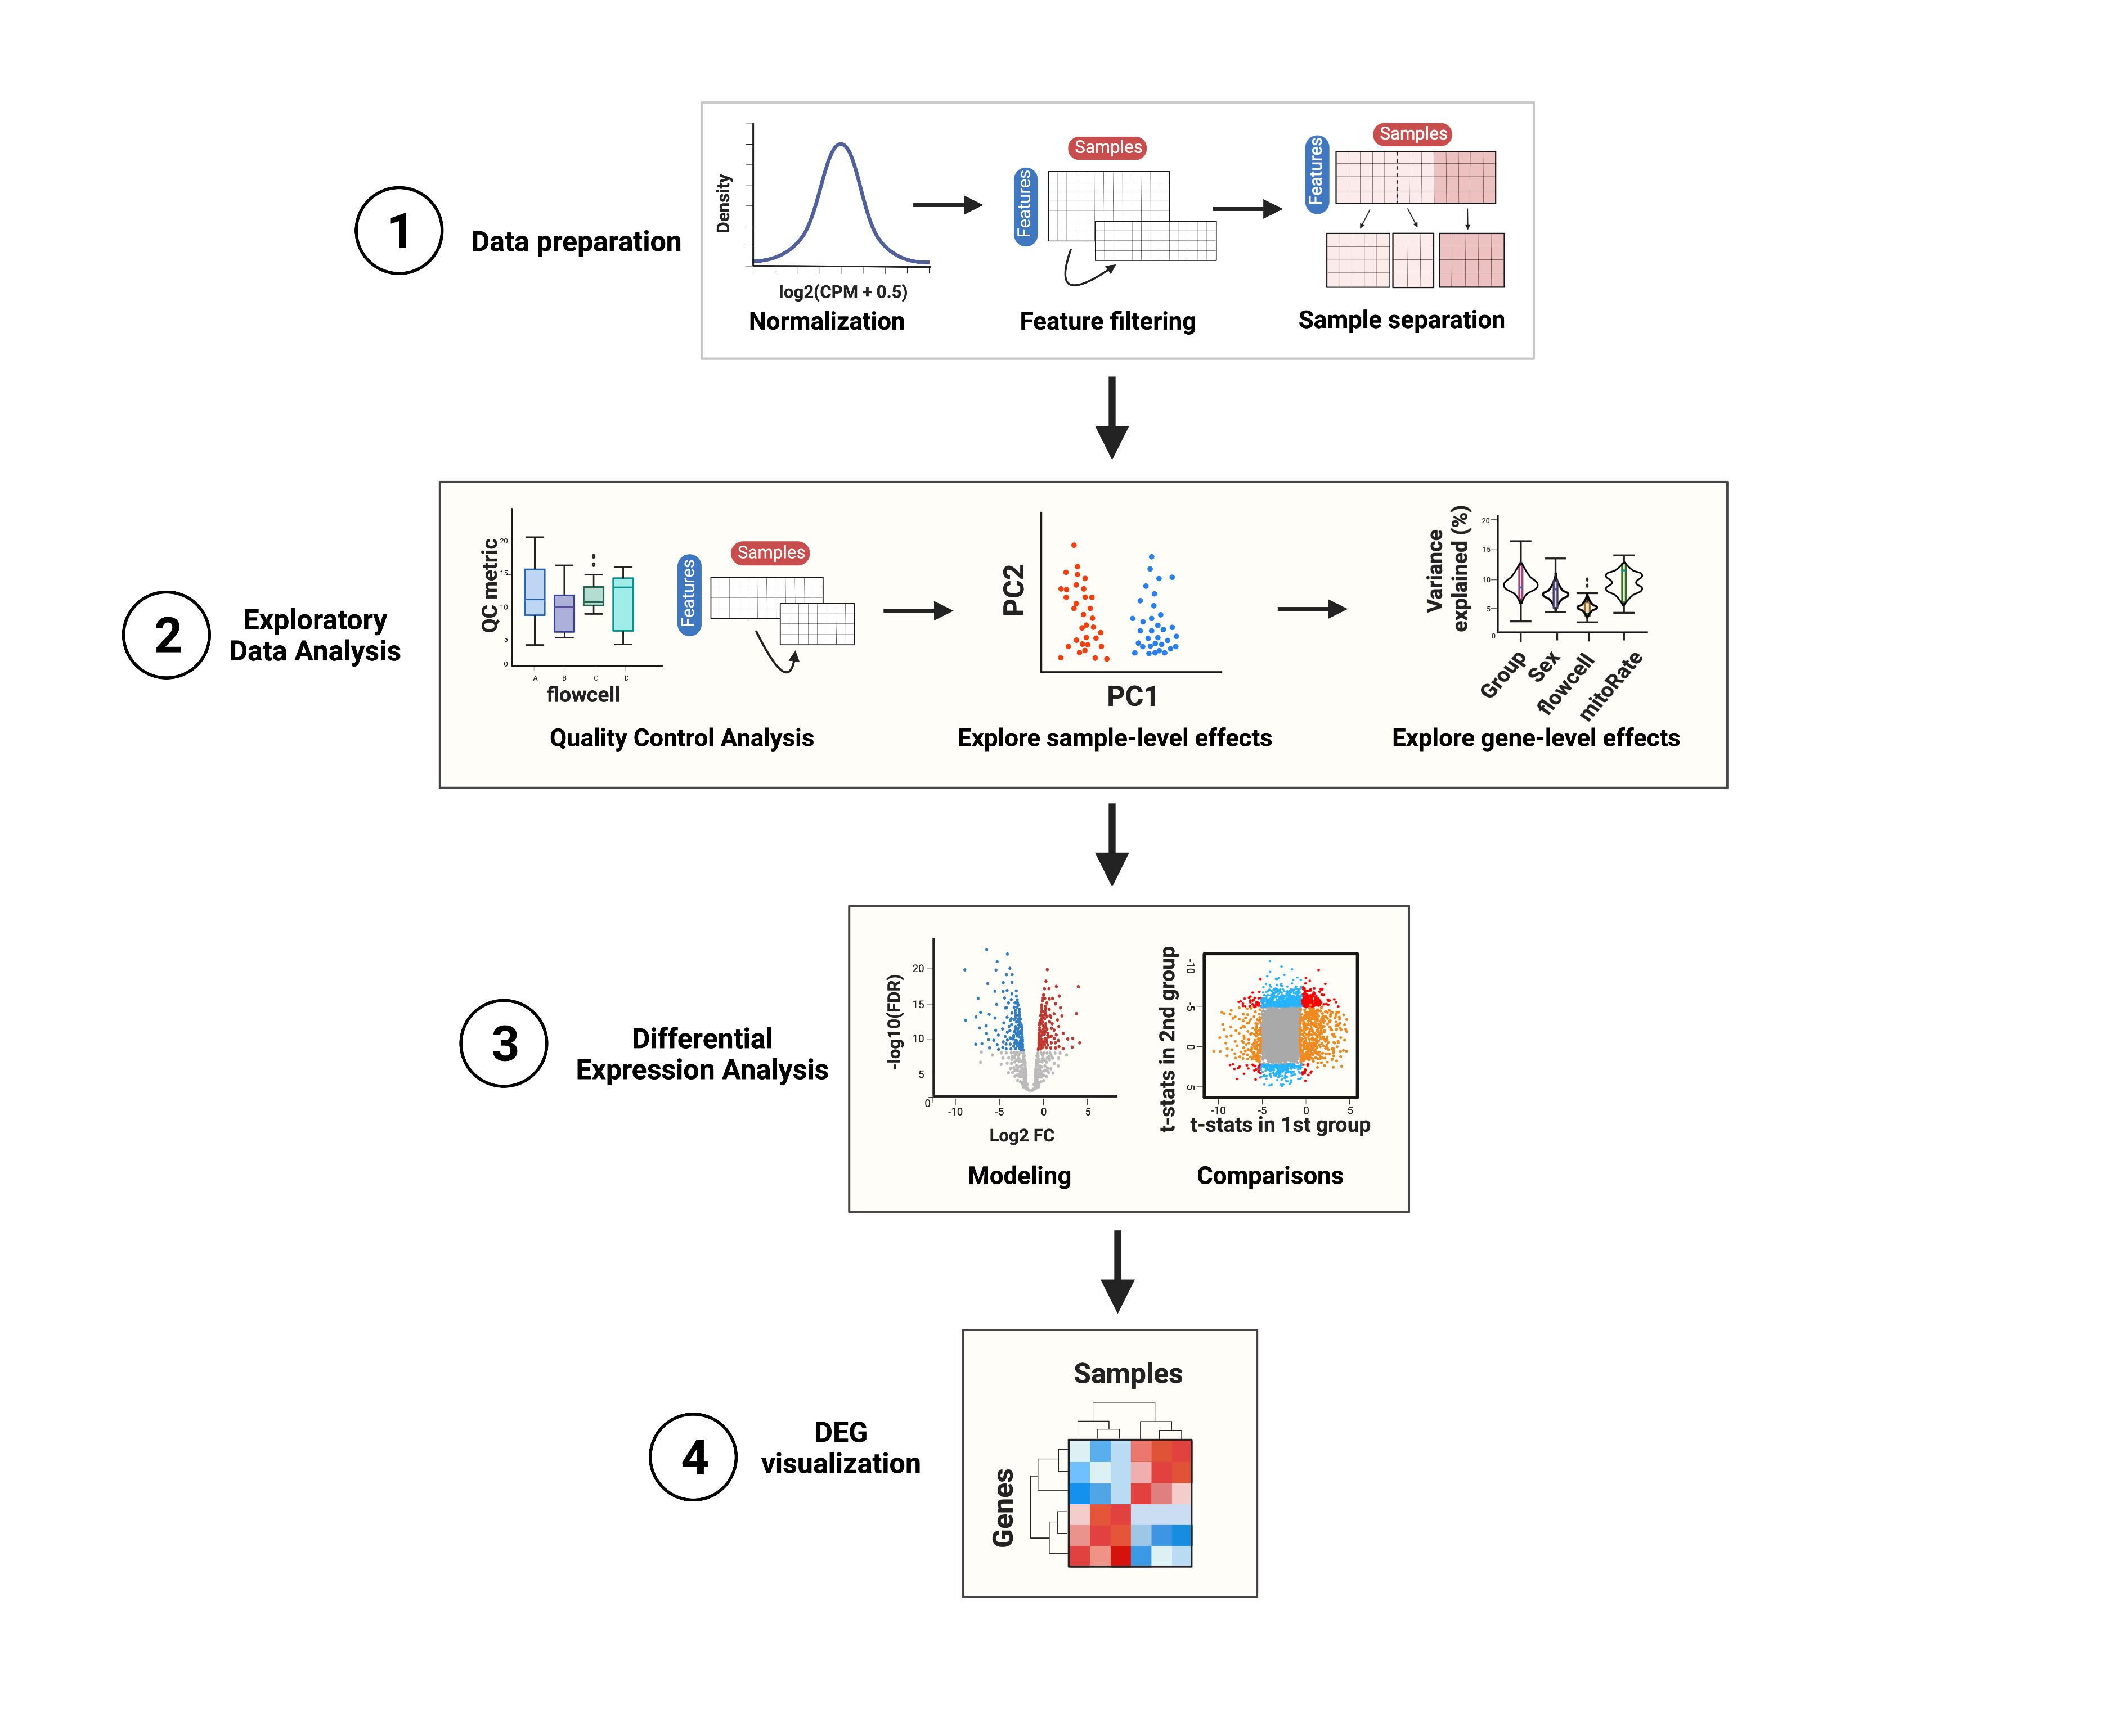 1
Data preparation
Density
log2(CPM + 0.5)
Normalization
Samples
Features
Feature filtering
Samples
Features
Sample separation
2
Exploratory
Data Analysis
QC metric
20
15
10
5
0
A B C D
flowcell
Samples
Features
Quality Control Analysis
PC2
PC1
Explore sample-level effects
Variance
explained (%)
20
15
10
5
0
Group
Sex
flowcell
mitoRate
Explore gene-level effects
3
Differential
Expression Analysis
-log10(FDR)
20
15
10
5
0
-10 -5 0 5
Log2 FC
Modeling
t-stats in 2nd group
-10
-5
0
5
-10 -5 0 5
t-stats in 1st group
Comparisons
4
DEG
visualization
Samples
Genes